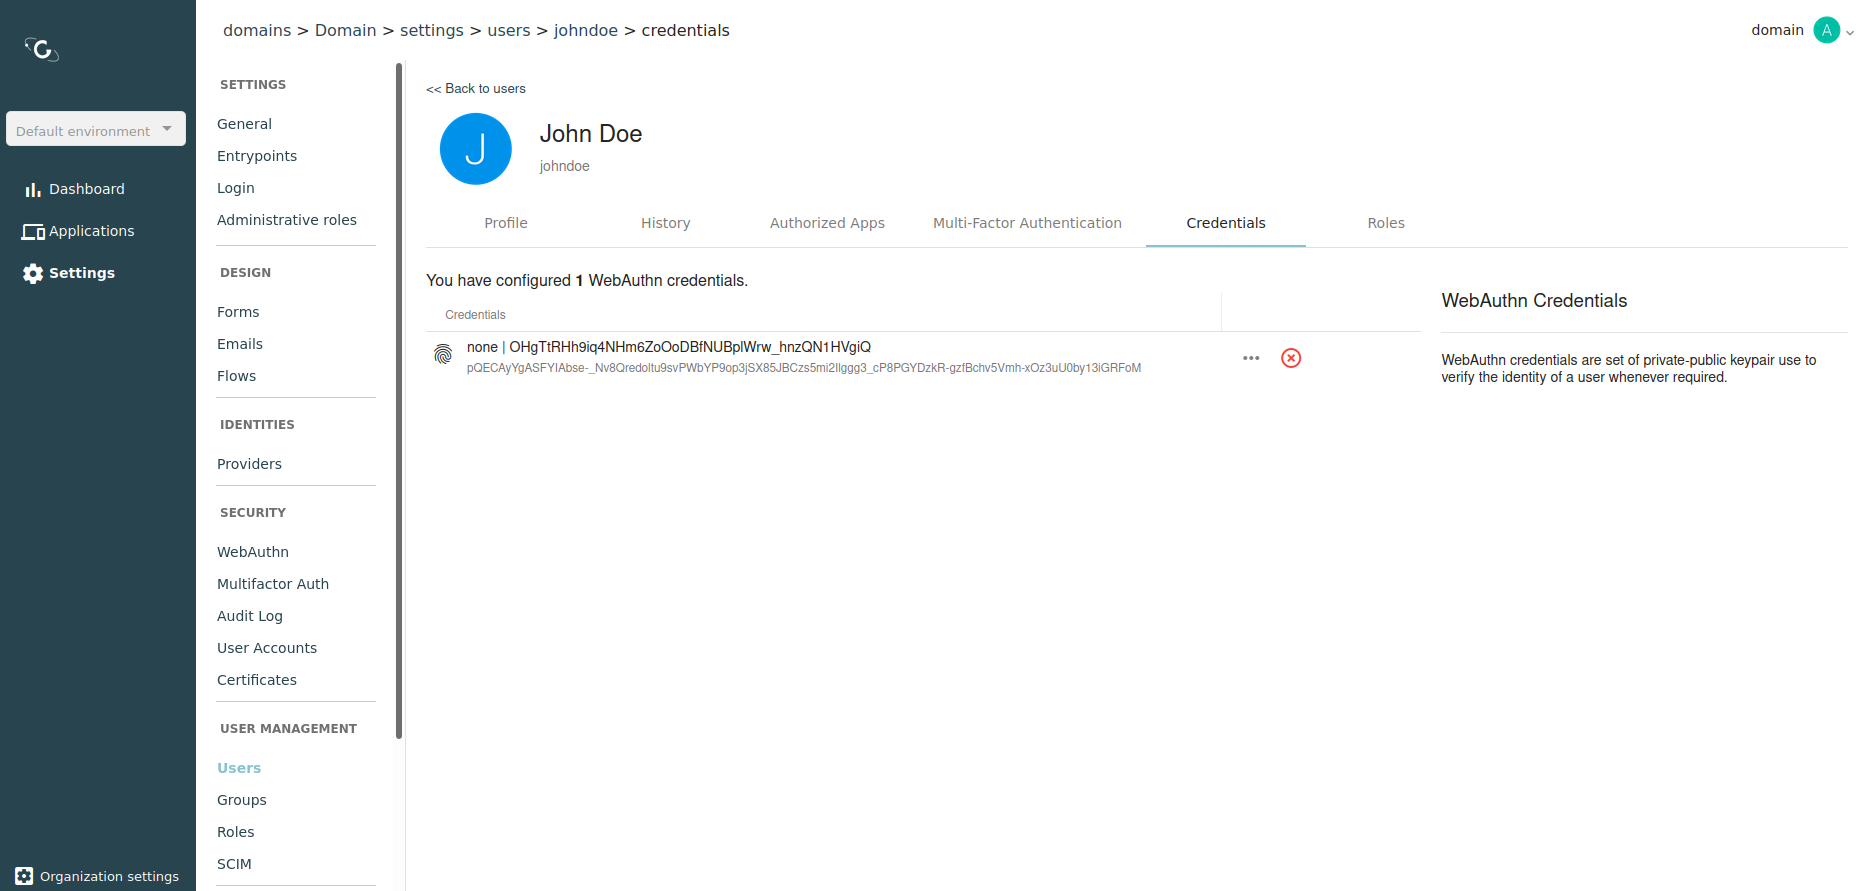 domains > Domain > settings > users > johndoe > credentials
domain
A
Default environment
Dashboard
Applications
Settings
Organization settings
SETTINGS
General
Entrypoints
Login
Administrative roles
DESIGN
Forms
Emails
Flows
IDENTITIES
Providers
SECURITY
WebAuthn
Multifactor Auth
Audit Log
User Accounts
Certificates
USER MANAGEMENT
Users
Groups
Roles
SCIM
<< Back to users
J
John Doe
johndoe
Profile History Authorized Apps Multi-Factor Authentication Credentials Roles
You have configured 1 WebAuthn credentials.
Credentials
none | OHgTtRHh9iq4NHm6ZoOoDBfNUBplWrw_hnzQN1HVgiQ
WebAuthn Credentials
WebAuthn credentials are set of private-public keypair use to
verify the identity of a user whenever required.